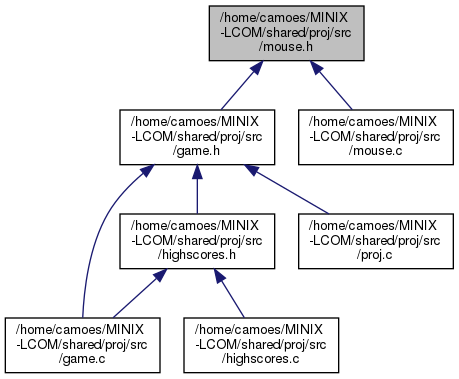 /home/camoes/MINIX
-LCOM/shared/proj/src
/mouse.h
/home/camoes/MINIX
-LCOM/shared/proj/src
/game.h
/home/camoes/MINIX
-LCOM/shared/proj/src
/mouse.c
/home/camoes/MINIX
-LCOM/shared/proj/src
/highscores.h
/home/camoes/MINIX
-LCOM/shared/proj/src
/proj.c
/home/camoes/MINIX
-LCOM/shared/proj/src
/game.c
/home/camoes/MINIX
-LCOM/shared/proj/src
/highscores.c